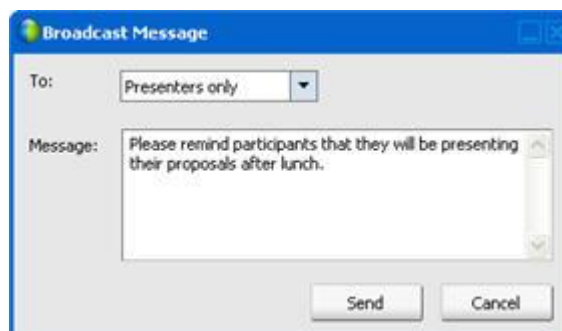 Broadcast Message
To: Presenters only
Message: Please remind participants that they will be presenting
their proposals after lunch.
Send Cancel